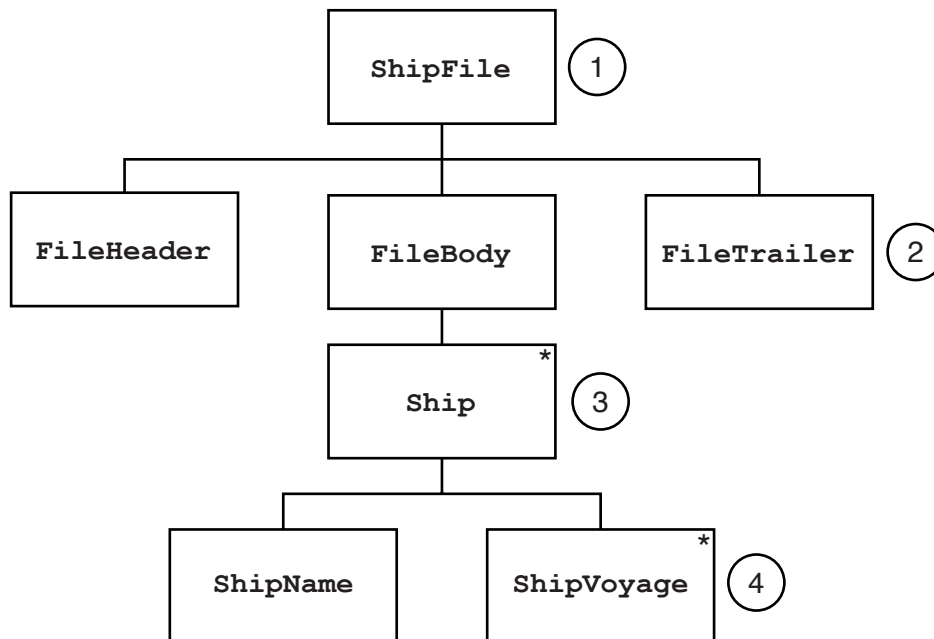 ShipFile
1
FileHeader
FileBody
FileTrailer
2
*
Ship
3
ShipName
*
ShipVoyage
4